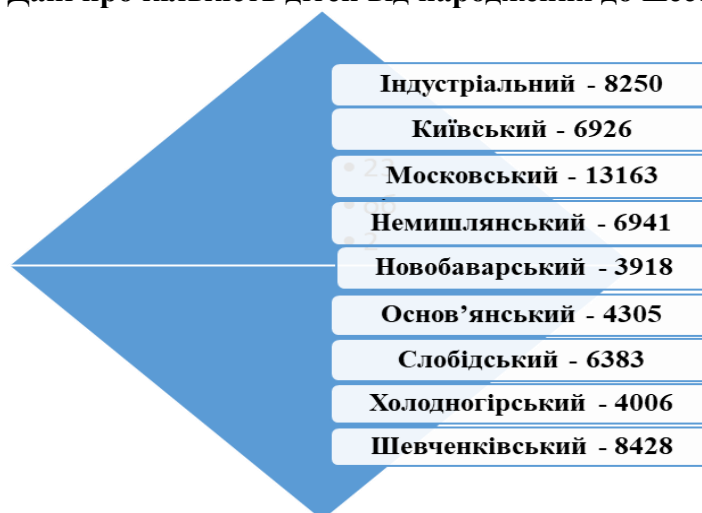 Індустріальний - 8250
Київський - 6926
Московський - 13163
Немишлянський - 6941
Новобаварський - 3918
Основ’янський - 4305
Слобідський - 6383
Холодногірський - 4006
Шевченківський - 8428